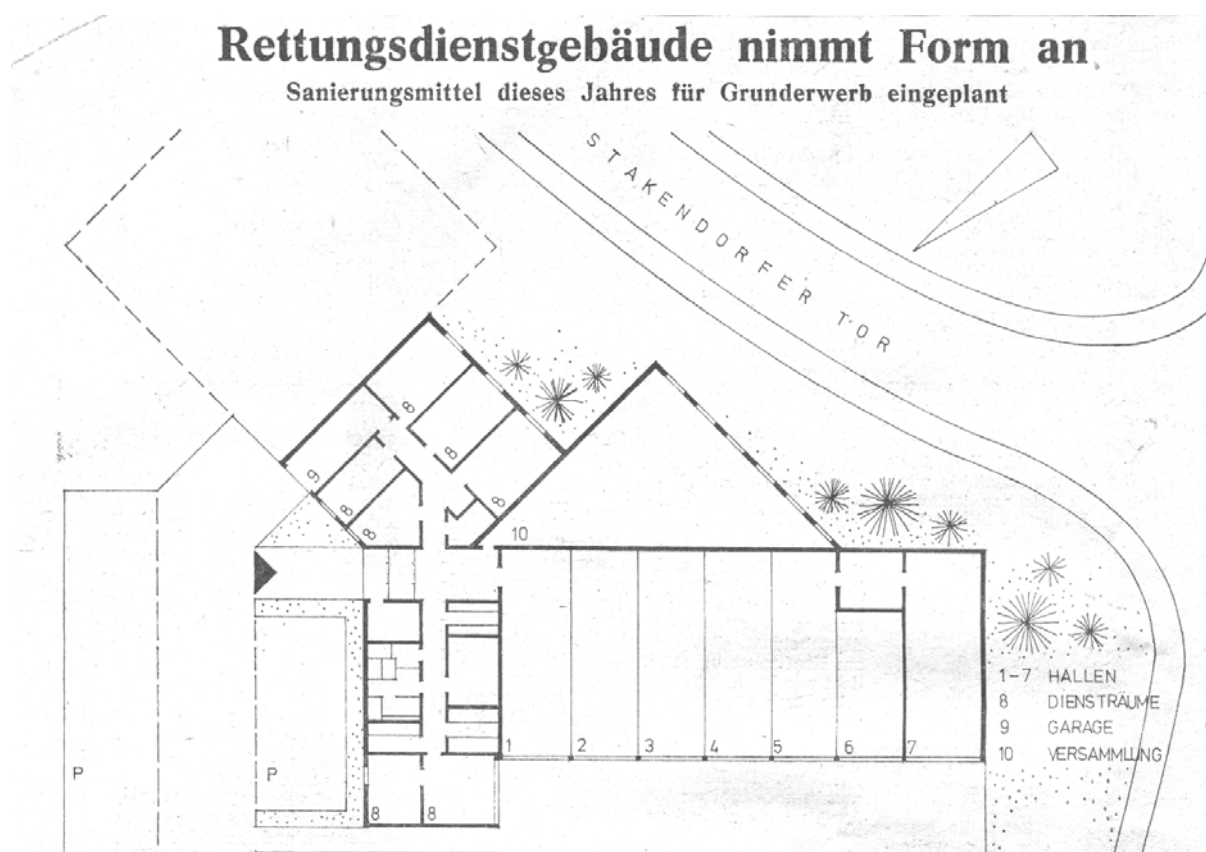 Rettungsdienstgebäude nimmt Form an
Sanierungsmittel dieses Jahres für Grunderwerb eingeplant
STAKENDORFER TOR
8
8
9
8
8
8
10
1
2
3
4
5
6
7
1-7 HALLEN
8 DIENSTRÄUME
9 GARAGE
10 VERSAMMLUNG
P
P
8
8